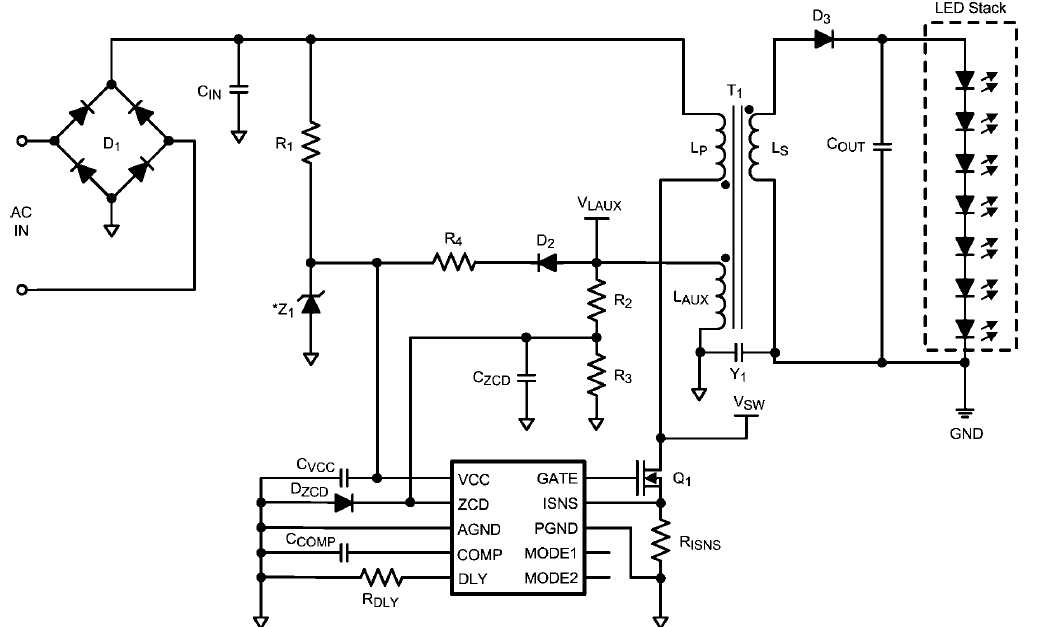 LED Stack
D3
CIN
T1
D1
R1
LP
LS
COUT
VLAUX
AC
IN
R4
D2
*Z1
R2
LAUX
CZCD
R3
Y1
VSW
GND
CVCC
VCC
GATE
Q1
DZCD
ZCD
ISNS
AGND
PGND
RISNS
CCOMP
COMP
MODE1
DLY
MODE2
RDLY